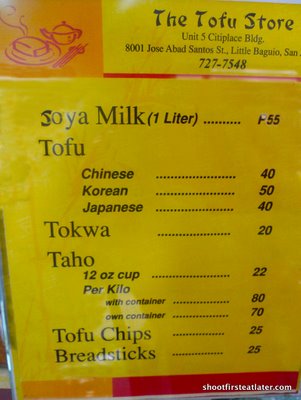 The Tofu Store
Unit 5 Citiplace Bldg.
8001 Jose Abad Santos St., Little Baguio, San
727-7548
Soya Milk (1 Liter) .......... P55
Tofu
Chinese ...................... 40
Korean ...................... 50
Japanese ...................... 40
Tokwa .................... 20
Taho
12 oz cup ...................... 22
Per Kilo
with container ................ 80
own container ................ 70
Tofu Chips ............ 25
Breadsticks ............ 25
shootfirsteatlater.com